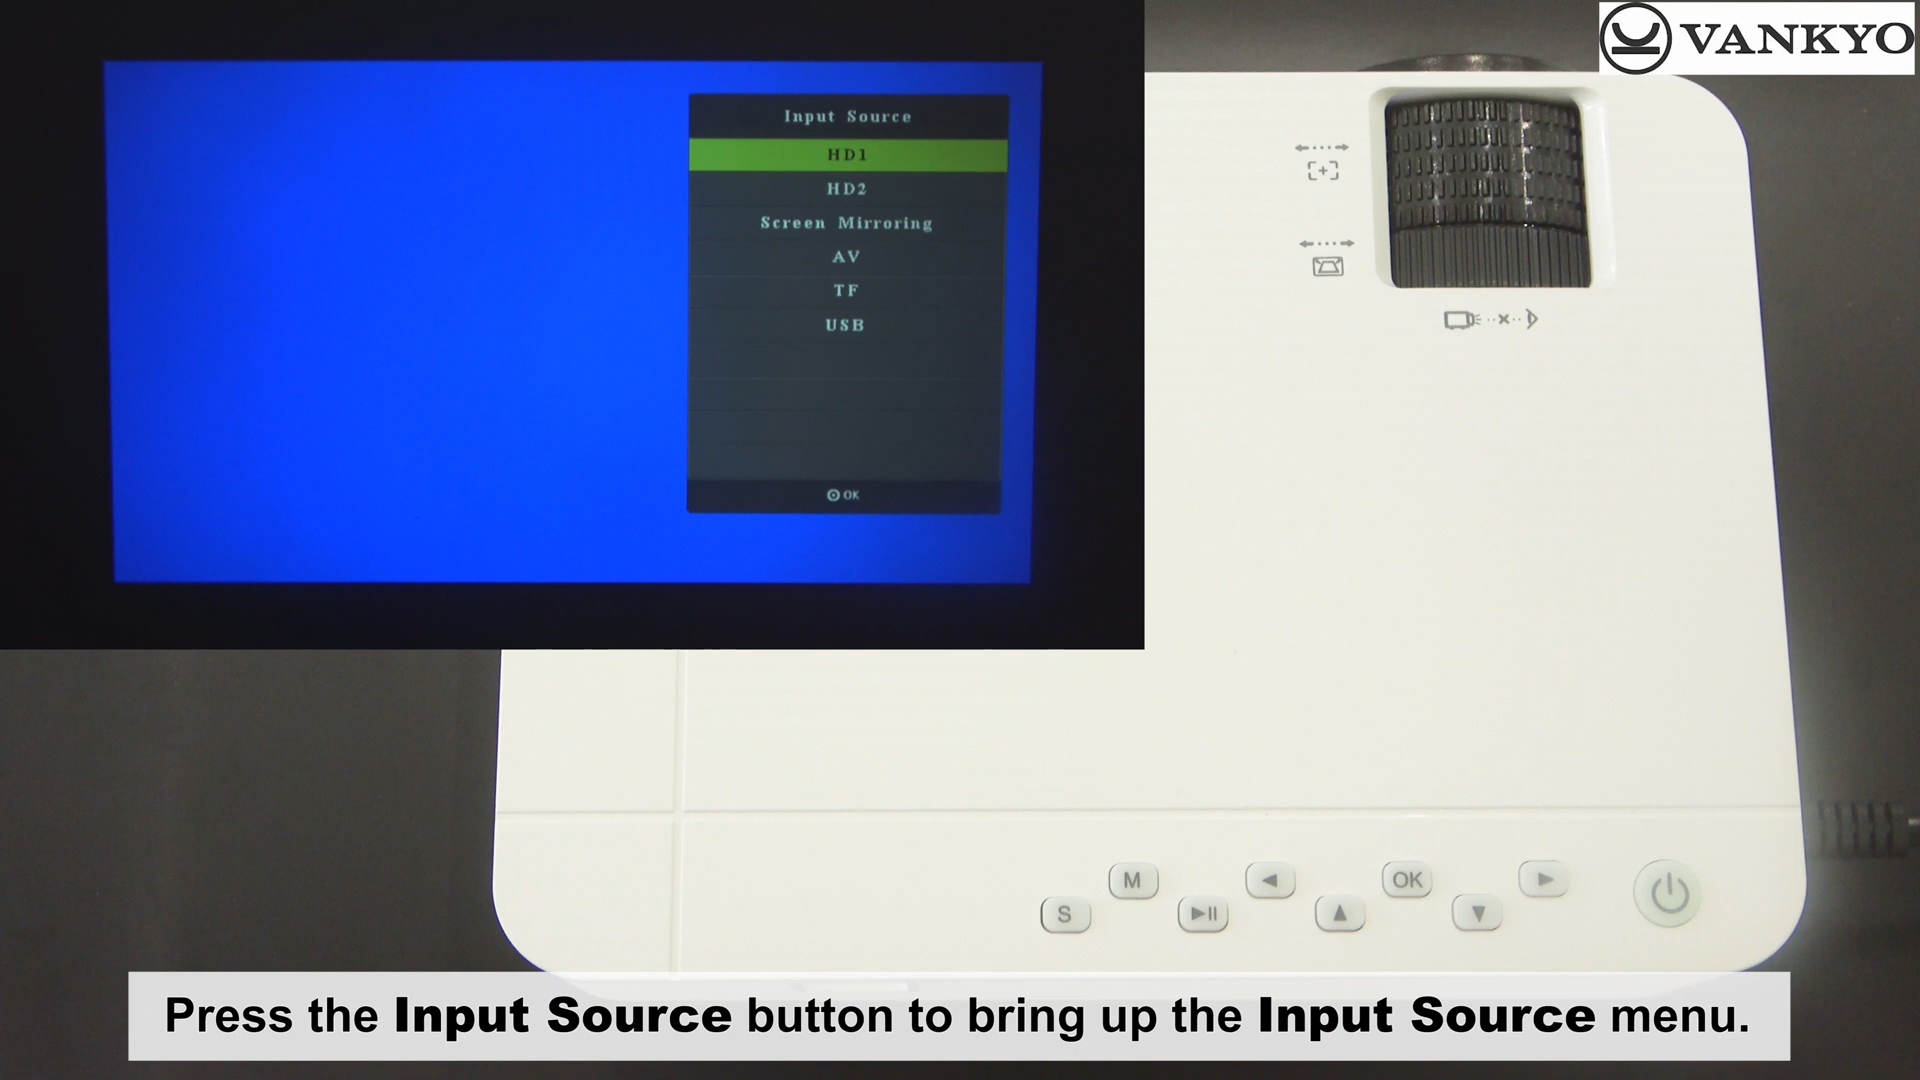 VANKYO
Input Source
HD1
HD2
Screen Mirroring
AV
TF
USB
OK
M
OK
S
Press the Input Source button to bring up the Input Source menu.